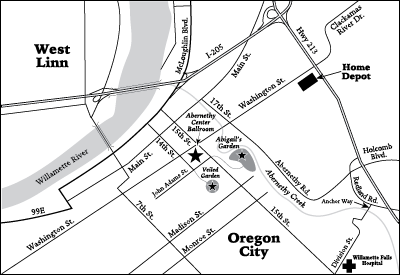 West
Linn
McLoughlin Blvd.
I-205
Main St.
Hwy 213
Clackamas
River Dr.
Home
Depot
Washington St.
17th St.
Abernethy
Center
Ballroom
15th St.
14th St.
Main St.
Abigail's
Garden
Holcomb
Blvd.
Willamette River
John Adams St.
Veiled
Garden
Abernethy Rd.
Abernethy Creek
Redland Rd.
Anchor Way
99E
7th St.
15th St.
Washington St.
Madison St.
Monroe St.
Oregon
City
Division St.
Willamette Falls
Hospital